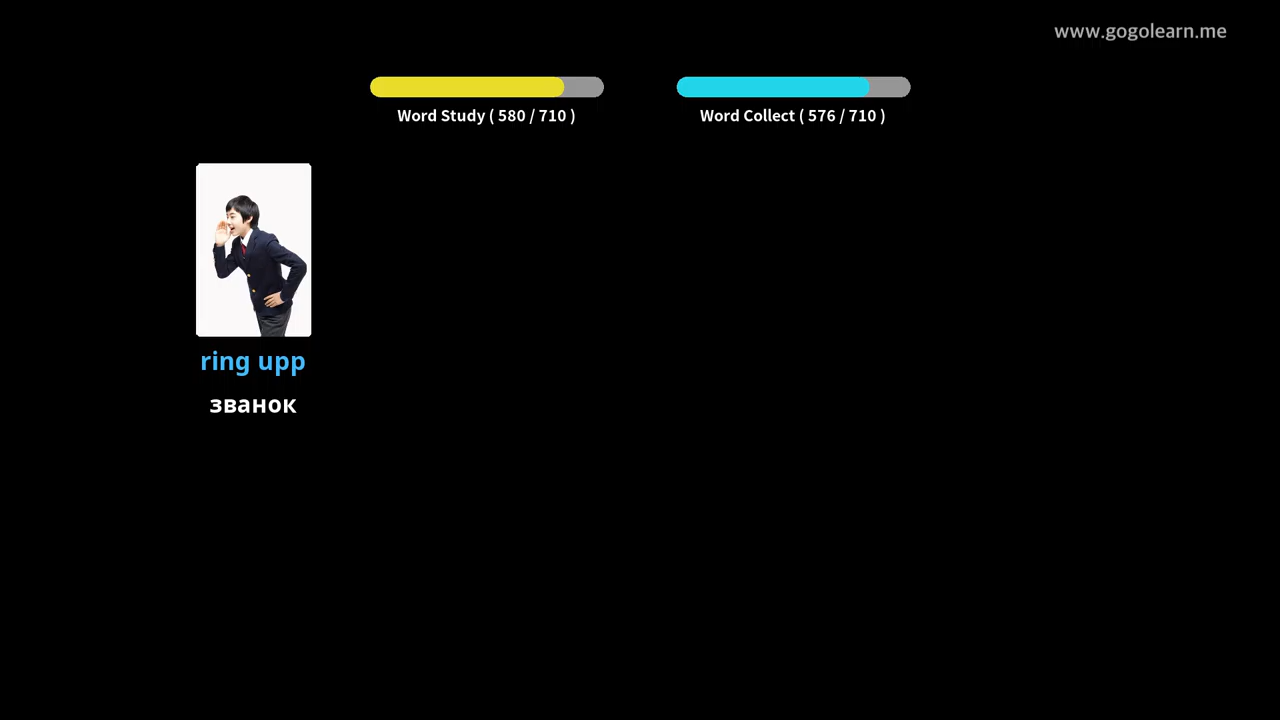 www.gogolearn.me
Word Study ( 580 / 710 )
Word Collect ( 576 / 710 )
ring upp
званок